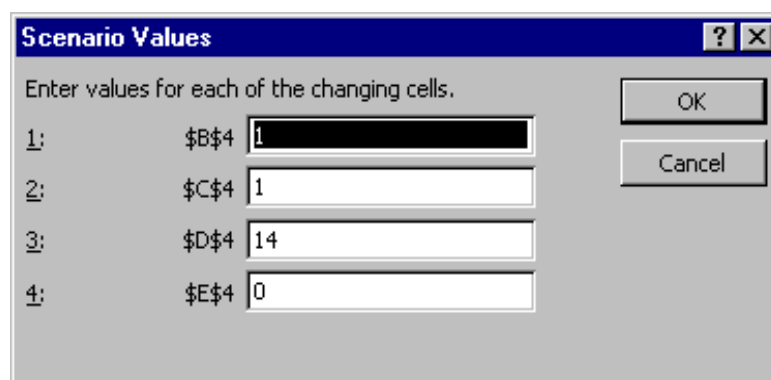 Scenario Values
Enter values for each of the changing cells.
OK
1: $B$4 1
Cancel
2: $C$4 1
3: $D$4 14
4: $E$4 0